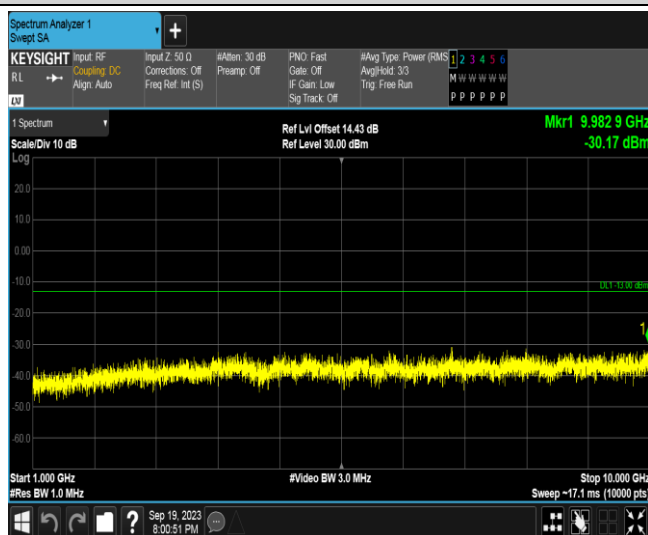 Spectrum Analyzer 1
Swept SA
+
KEYSIGHT
RL
LXI
Input: RF
Coupling: DC
Align: Auto
Input Z: 50 Ω
Corrections: Off
Freq Ref: Int (S)
#Atten: 30 dB
Preamp: Off
PNO: Fast
Gate: Off
IF Gain: Low
Sig Track: Off
#Avg Type: Power (RMS
Avg|Hold: 3/3
Trig: Free Run
1 2 3 4 5 6
M W W W W W
P P P P P P
1 Spectrum
Scale/Div 10 dB
Log
Ref Lvl Offset 14.43 dB
Ref Level 30.00 dBm
Mkr1 9.982 9 GHz
-30.17 dBm
20.0
10.0
0.00
-10.0
DL1 -13.00 dBm
-20.0
1
-30.0
-40.0
-50.0
-60.0
Start 1.000 GHz
#Res BW 1.0 MHz
#Video BW 3.0 MHz
Stop 10.000 GHz
Sweep ~17.1 ms (10000 pts)
?
Sep 19, 2023
8:00:51 PM